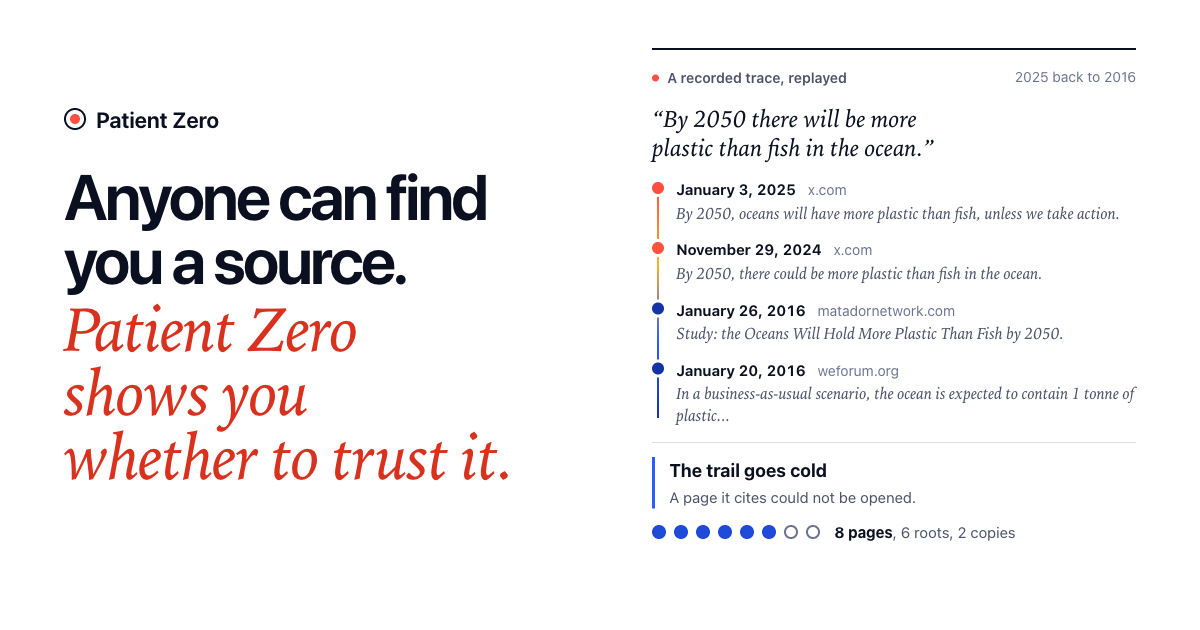 Patient Zero
Anyone can find
you a source.
Patient Zero
shows you
whether to trust it.
A recorded trace, replayed
2025 back to 2016
“By 2050 there will be more
plastic than fish in the ocean.”
January 3, 2025 x.com
By 2050, oceans will have more plastic than fish, unless we take action.
November 29, 2024 x.com
By 2050, there could be more plastic than fish in the ocean.
January 26, 2016 matadornetwork.com
Study: the Oceans Will Hold More Plastic Than Fish by 2050.
January 20, 2016 weforum.org
In a business-as-usual scenario, the ocean is expected to contain 1 tonne of
plastic…
The trail goes cold
A page it cites could not be opened.
8 pages, 6 roots, 2 copies